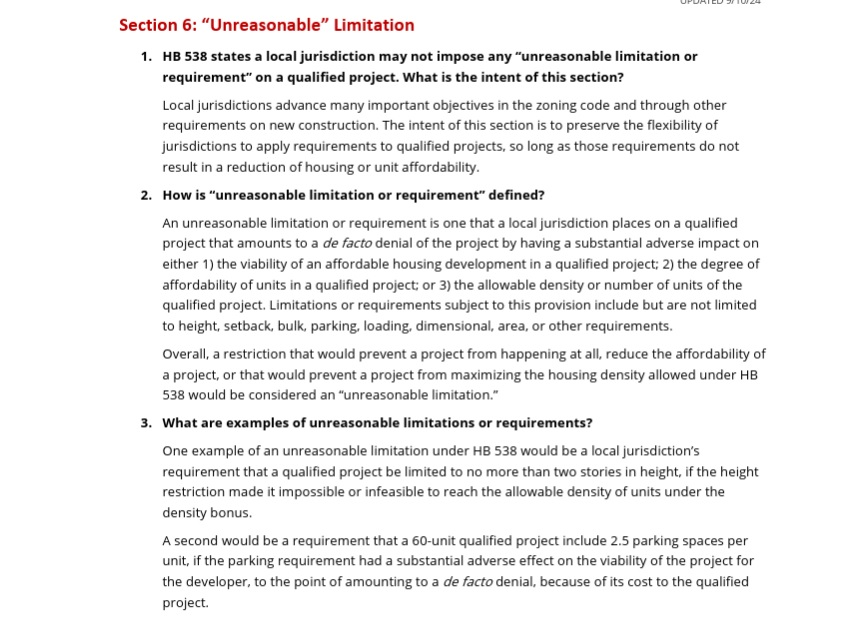 UPDATED 9/10/24
Section 6: “Unreasonable” Limitation
1. HB 538 states a local jurisdiction may not impose any “unreasonable limitation or
requirement” on a qualified project. What is the intent of this section?
Local jurisdictions advance many important objectives in the zoning code and through other
requirements on new construction. The intent of this section is to preserve the flexibility of
jurisdictions to apply requirements to qualified projects, so long as those requirements do not
result in a reduction of housing or unit affordability.
2. How is “unreasonable limitation or requirement” defined?
An unreasonable limitation or requirement is one that a local jurisdiction places on a qualified
project that amounts to a de facto denial of the project by having a substantial adverse impact on
either 1) the viability of an affordable housing development in a qualified project; 2) the degree of
affordability of units in a qualified project; or 3) the allowable density or number of units of the
qualified project. Limitations or requirements subject to this provision include but are not limited
to height, setback, bulk, parking, loading, dimensional, area, or other requirements.
Overall, a restriction that would prevent a project from happening at all, reduce the affordability of
a project, or that would prevent a project from maximizing the housing density allowed under HB
538 would be considered an “unreasonable limitation.”
3. What are examples of unreasonable limitations or requirements?
One example of an unreasonable limitation under HB 538 would be a local jurisdiction’s
requirement that a qualified project be limited to no more than two stories in height, if the height
restriction made it impossible or infeasible to reach the allowable density of units under the
density bonus.
A second would be a requirement that a 60-unit qualified project include 2.5 parking spaces per
unit, if the parking requirement had a substantial adverse effect on the viability of the project for
the developer, to the point of amounting to a de facto denial, because of its cost to the qualified
project.